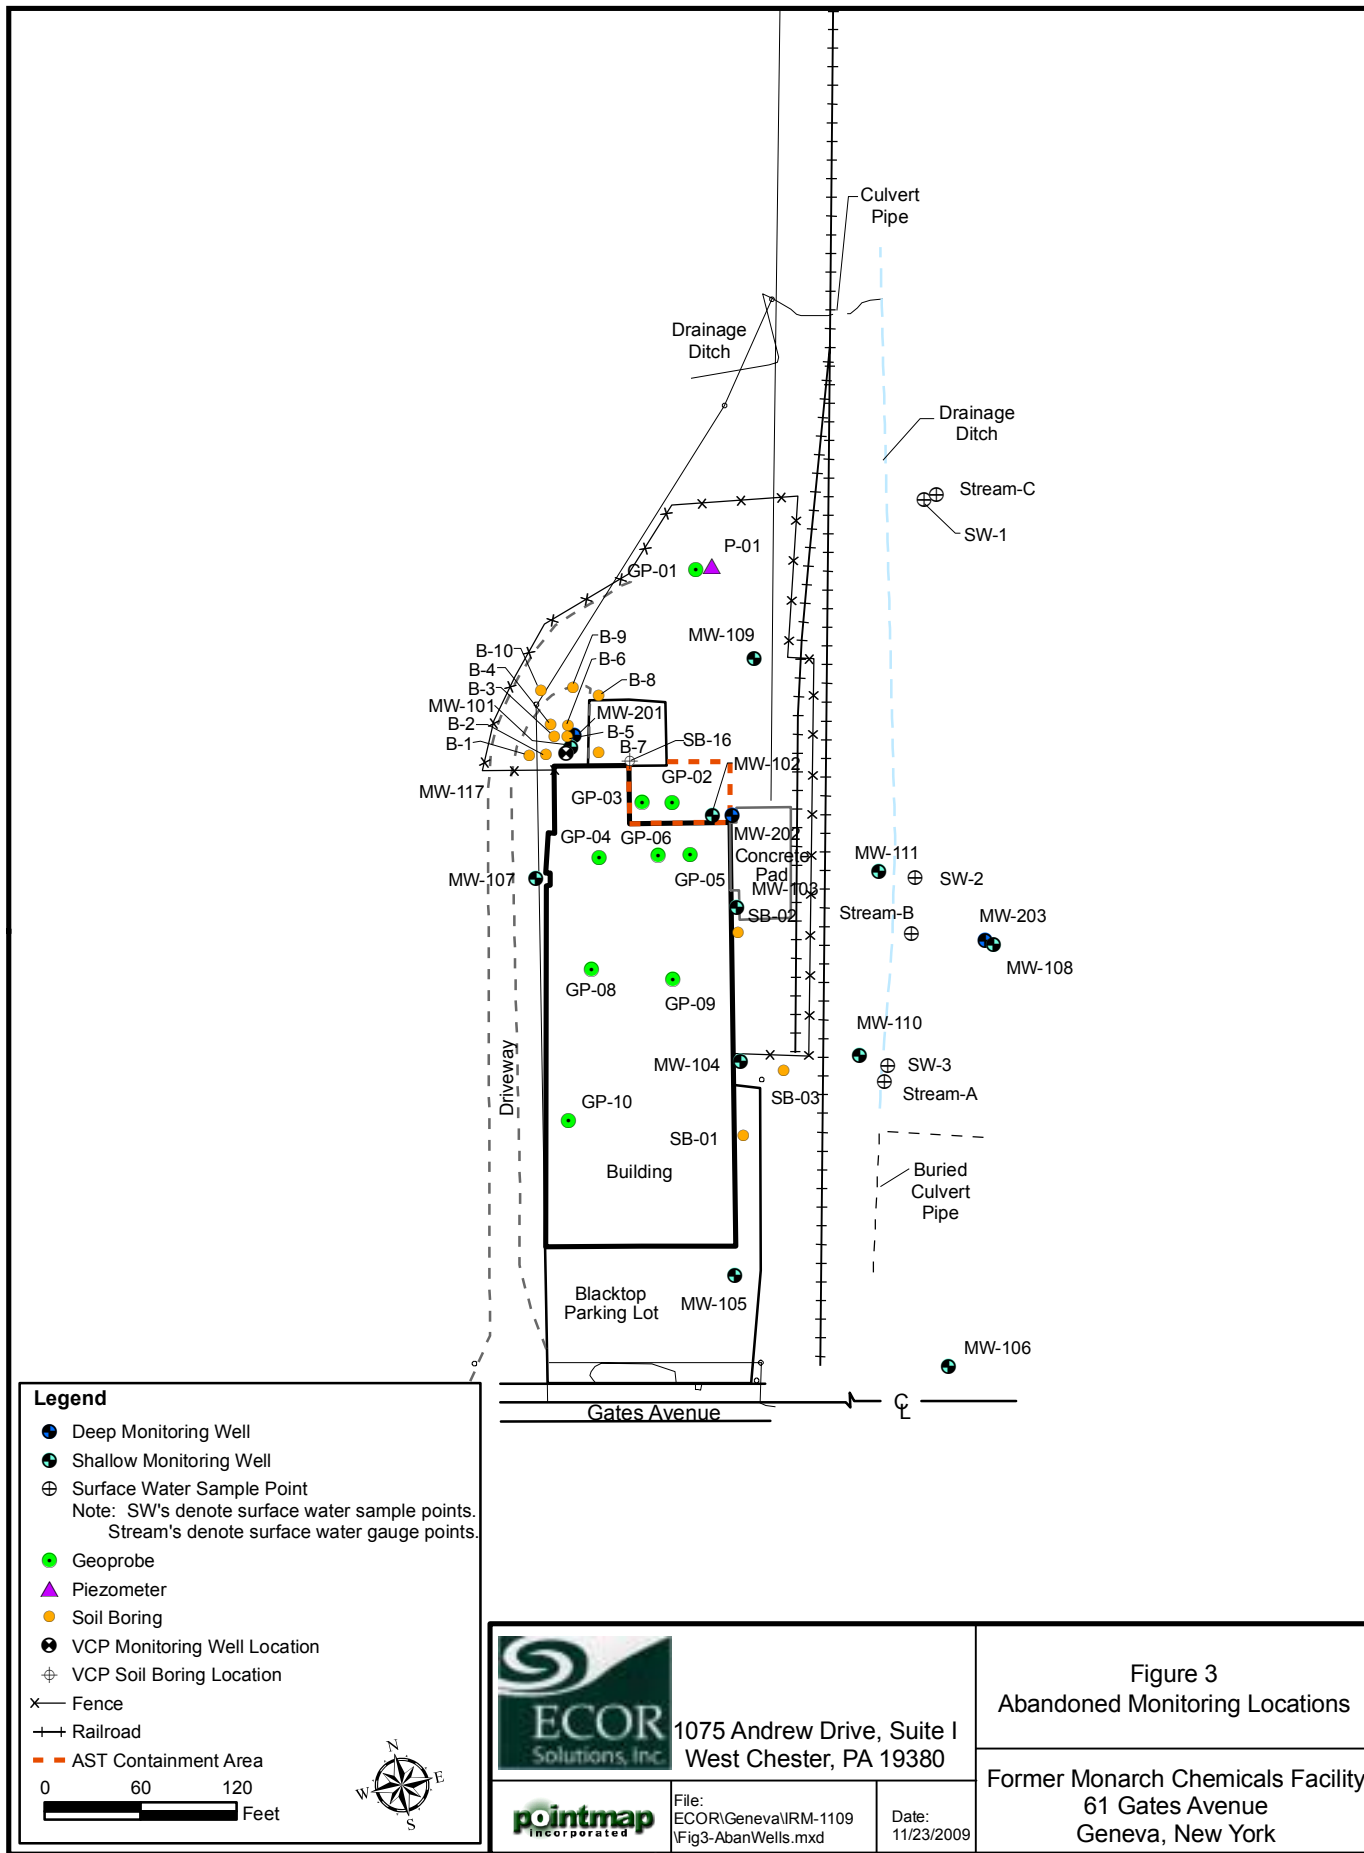 Culvert
Pipe
Drainage
Ditch
Drainage
Ditch
Stream-C
SW-1
P-01
GP-01
MW-109
B-9
B-10
B-6
B-4
B-8
B-3
MW-101
MW-201
B-2
B-5
B-1
B-7
SB-16
MW-102
GP-02
MW-117
GP-03
MW-202
GP-04
GP-06
Concrete
Pad
GP-05
MW-103
SB-02
MW-107
MW-111
SW-2
Stream-B
MW-203
MW-108
GP-08
GP-09
MW-110
MW-104
SW-3
Stream-A
SB-03
Driveway
GP-10
SB-01
Building
Buried
Culvert
Pipe
Blacktop
Parking Lot
MW-105
MW-106
Gates Avenue
CL
Legend
Deep Monitoring Well
Shallow Monitoring Well
Surface Water Sample Point
Note: SW's denote surface water sample points.
Stream's denote surface water gauge points.
Geoprobe
Piezometer
Soil Boring
VCP Monitoring Well Location
VCP Soil Boring Location
Fence
Railroad
AST Containment Area
0 60 120
Feet
N
E
S
W
ECOR
Solutions, Inc.
1075 Andrew Drive, Suite I
West Chester, PA 19380
pointmap
incorporated
File:
ECOR\Geneva\IRM-1109
\Fig3-AbanWells.mxd
Date:
11/23/2009
Figure 3
Abandoned Monitoring Locations
Former Monarch Chemicals Facility
61 Gates Avenue
Geneva, New York